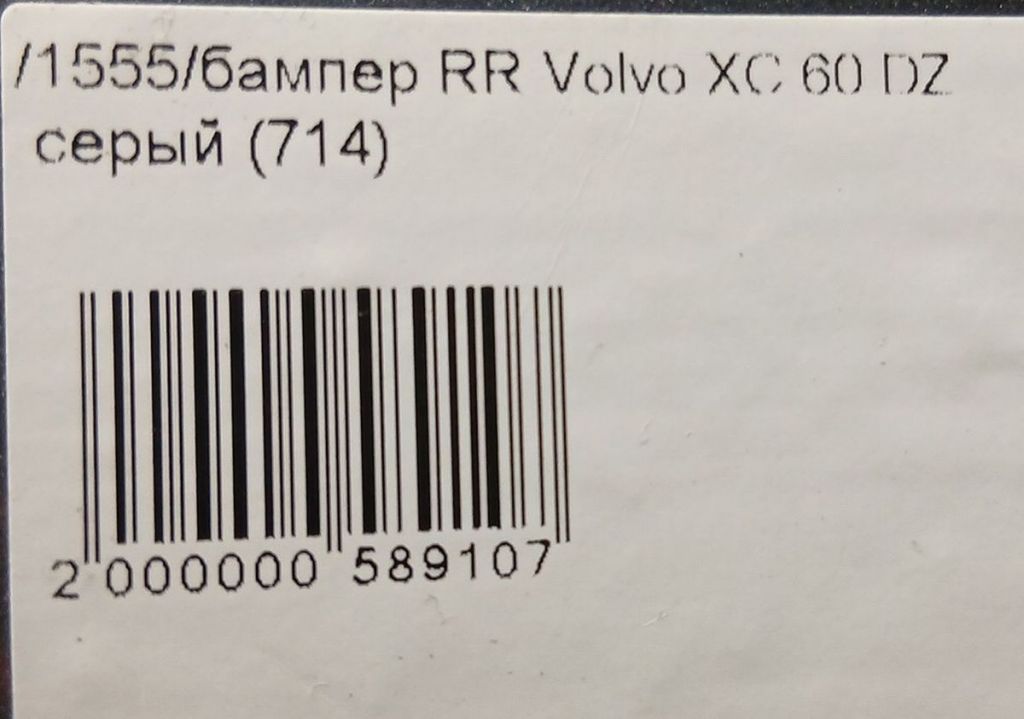 /1555/бампер RR Volvo XC 60 DZ
серый (714)
2 000000 589107